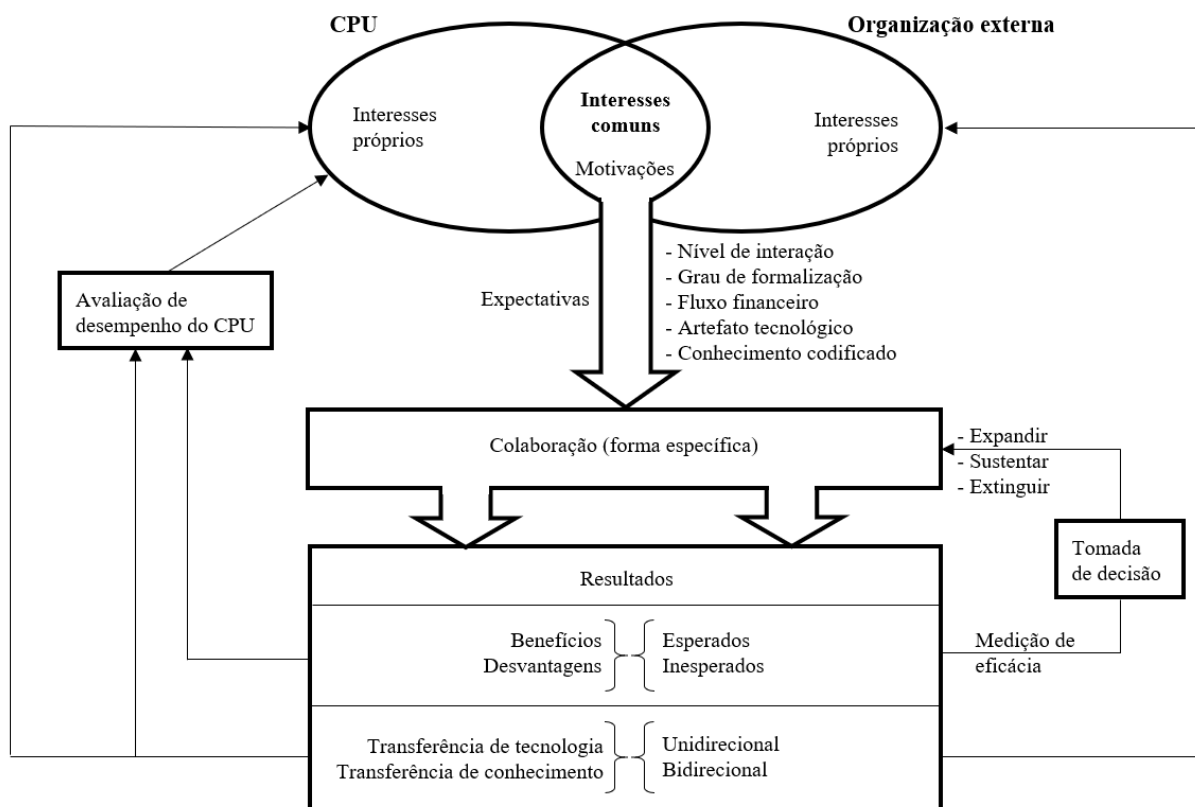 CPU
Organização externa
Interesses
próprios
Interesses
comuns
Motivações
Interesses
próprios
Avaliação de
desempenho do CPU
Expectativas
- Nível de interação
- Grau de formalização
- Fluxo financeiro
- Artefato tecnológico
- Conhecimento codificado
Colaboração (forma específica)
- Expandir
- Sustentar
- Extinguir
Tomada
de decisão
Resultados
Benefícios
Desvantagens
Esperados
Inesperados
Medição de
eficácia
Transferência de tecnologia
Transferência de conhecimento
Unidirecional
Bidirecional